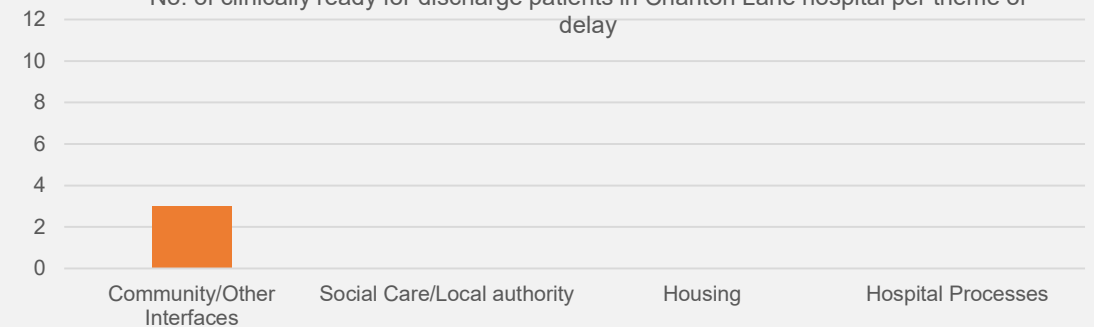 No. of clinically ready for discharge patients in Charlton Lane hospital per theme of
delay
12
10
8
6
4
2
0
Community/Other
Interfaces
Social Care/Local authority
Housing
Hospital Processes